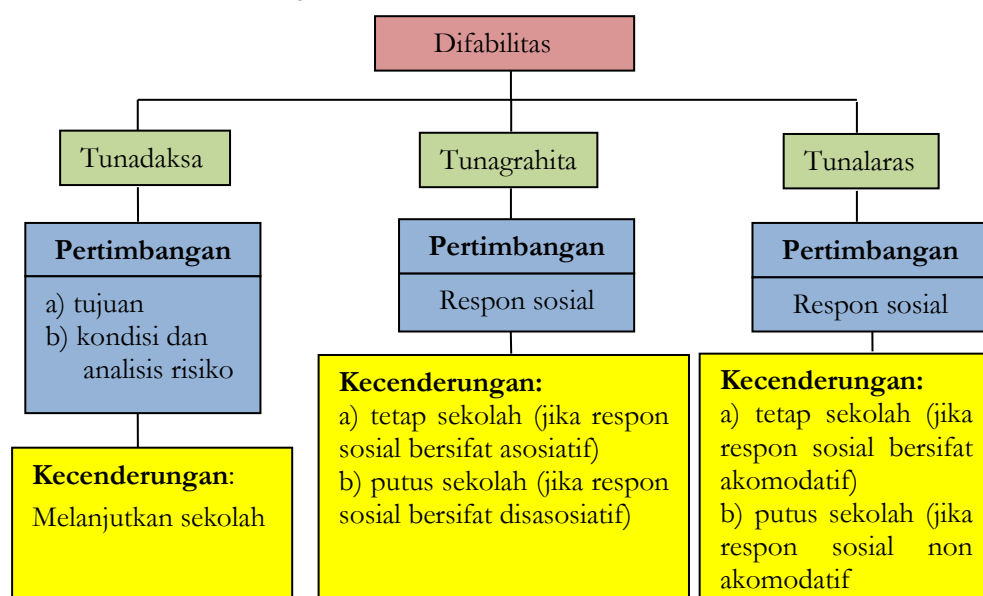 Difabilitas
Tunadaksa
Pertimbangan
a) tujuan
b) kondisi dan
analisis risiko
Kecenderungan:
Melanjutkan sekolah
Tunagrahita
Pertimbangan
Respon sosial
Kecenderungan:
a) tetap sekolah (jika respon
sosial bersifat asosiatif)
b) putus sekolah (jika respon
sosial bersifat disasosiatif)
Tunalaras
Pertimbangan
Respon sosial
Kecenderungan:
a) tetap sekolah (jika
respon sosial bersifat
akomodatif)
b) putus sekolah (jika
respon sosial non
akomodatif